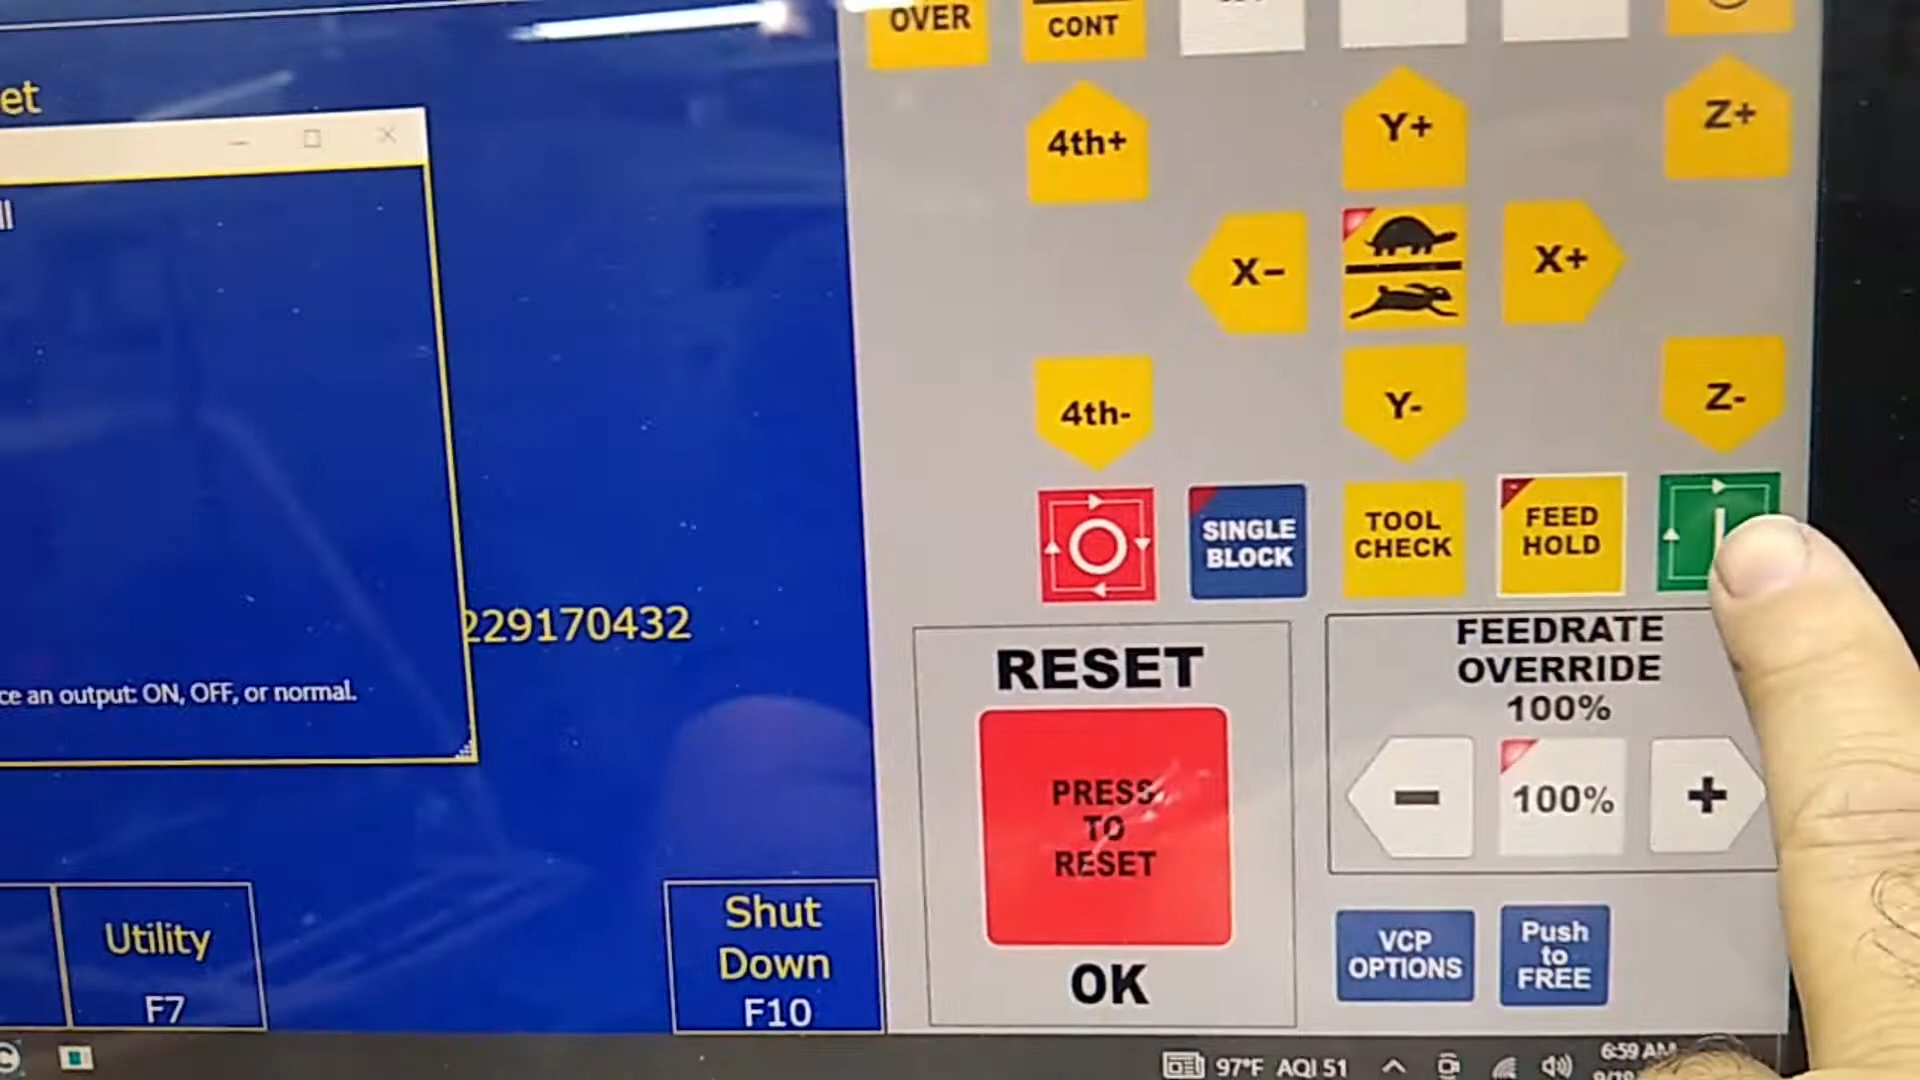 OVER
CONT
et
4th+
Y+
Z+
X-
X+
4th-
Y-
Z-
SINGLE
BLOCK
TOOL
CHECK
FEED
HOLD
229170432
ce an output: ON, OFF, or normal.
RESET
PRESS
TO
RESET
OK
FEEDRATE
OVERRIDE
100%
-
100%
+
VCP
OPTIONS
Push
to
FREE
Utility
F7
Shut
Down
F10
97°F AQI 51
6:59 AM